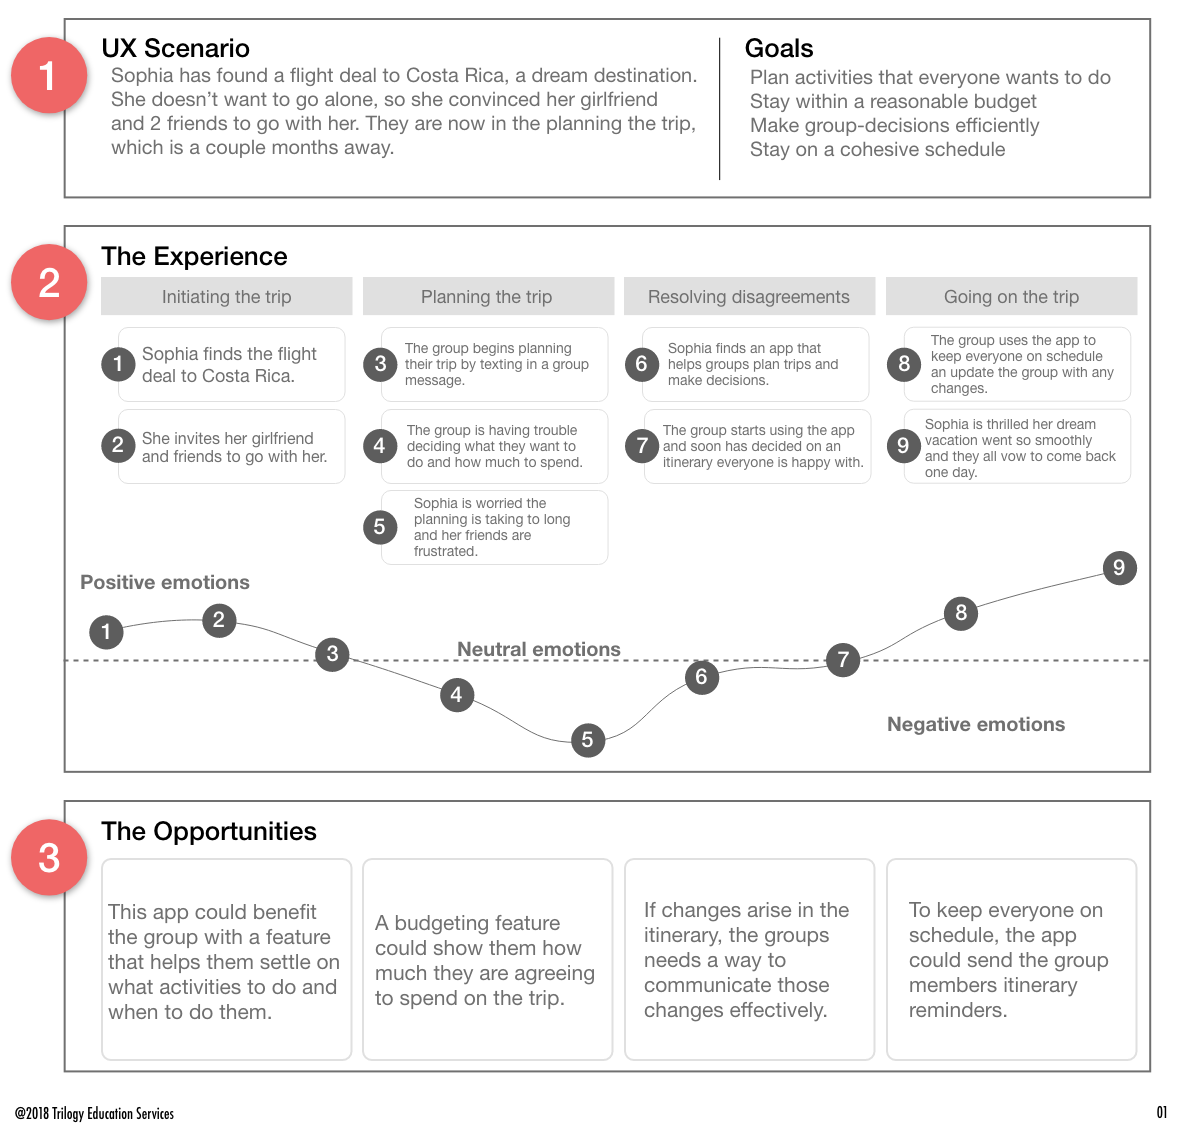 1
UX Scenario
Sophia has found a flight deal to Costa Rica, a dream destination.
She doesn't want to go alone, so she convinced her girlfriend
and 2 friends to go with her. They are now in the planning the trip,
which is a couple months away.
Goals
Plan activities that everyone wants to do
Stay within a reasonable budget
Make group-decisions efficiently
Stay on a cohesive schedule
2
The Experience
Initiating the trip
1
Sophia finds the flight
deal to Costa Rica.
2
She invites her girlfriend
and friends to go with her.
Planning the trip
3
The group begins planning
their trip by texting in a group
message.
4
The group is having trouble
deciding what they want to
do and how much to spend.
5
Sophia is worried the
planning is taking to long
and her friends are
frustrated.
Resolving disagreements
6
Sophia finds an app that
helps groups plan trips and
make decisions.
7
The group starts using the app
and soon has decided on an
itinerary everyone is happy with.
Going on the trip
8
The group uses the app to
keep everyone on schedule
an update the group with any
changes.
9
Sophia is thrilled her dream
vacation went so smoothly
and they all vow to come back
one day.
Positive emotions
Neutral emotions
Negative emotions
1
2
3
4
5
6
7
8
9
3
The Opportunities
This app could benefit
the group with a feature
that helps them settle on
what activities to do and
when to do them.
A budgeting feature
could show them how
much they are agreeing
to spend on the trip.
If changes arise in the
itinerary, the groups
needs a way to
communicate those
changes effectively.
To keep everyone on
schedule, the app
could send the group
members itinerary
reminders.
@2018 Trilogy Education Services
01